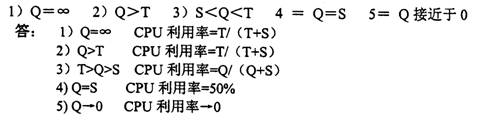 1）Q=∞ 2）Q>T 3）S<Q<T 4 = Q=S 5= Q 接近于 0
答： 1）Q=∞ CPU 利用率=T/（T+S）
2）Q>T CPU 利用率=T/（T+S）
3）T>Q>S CPU 利用率=Q/（Q+S）
4) Q=S CPU 利用率=50%
5) Q→0 CPU 利用率→0